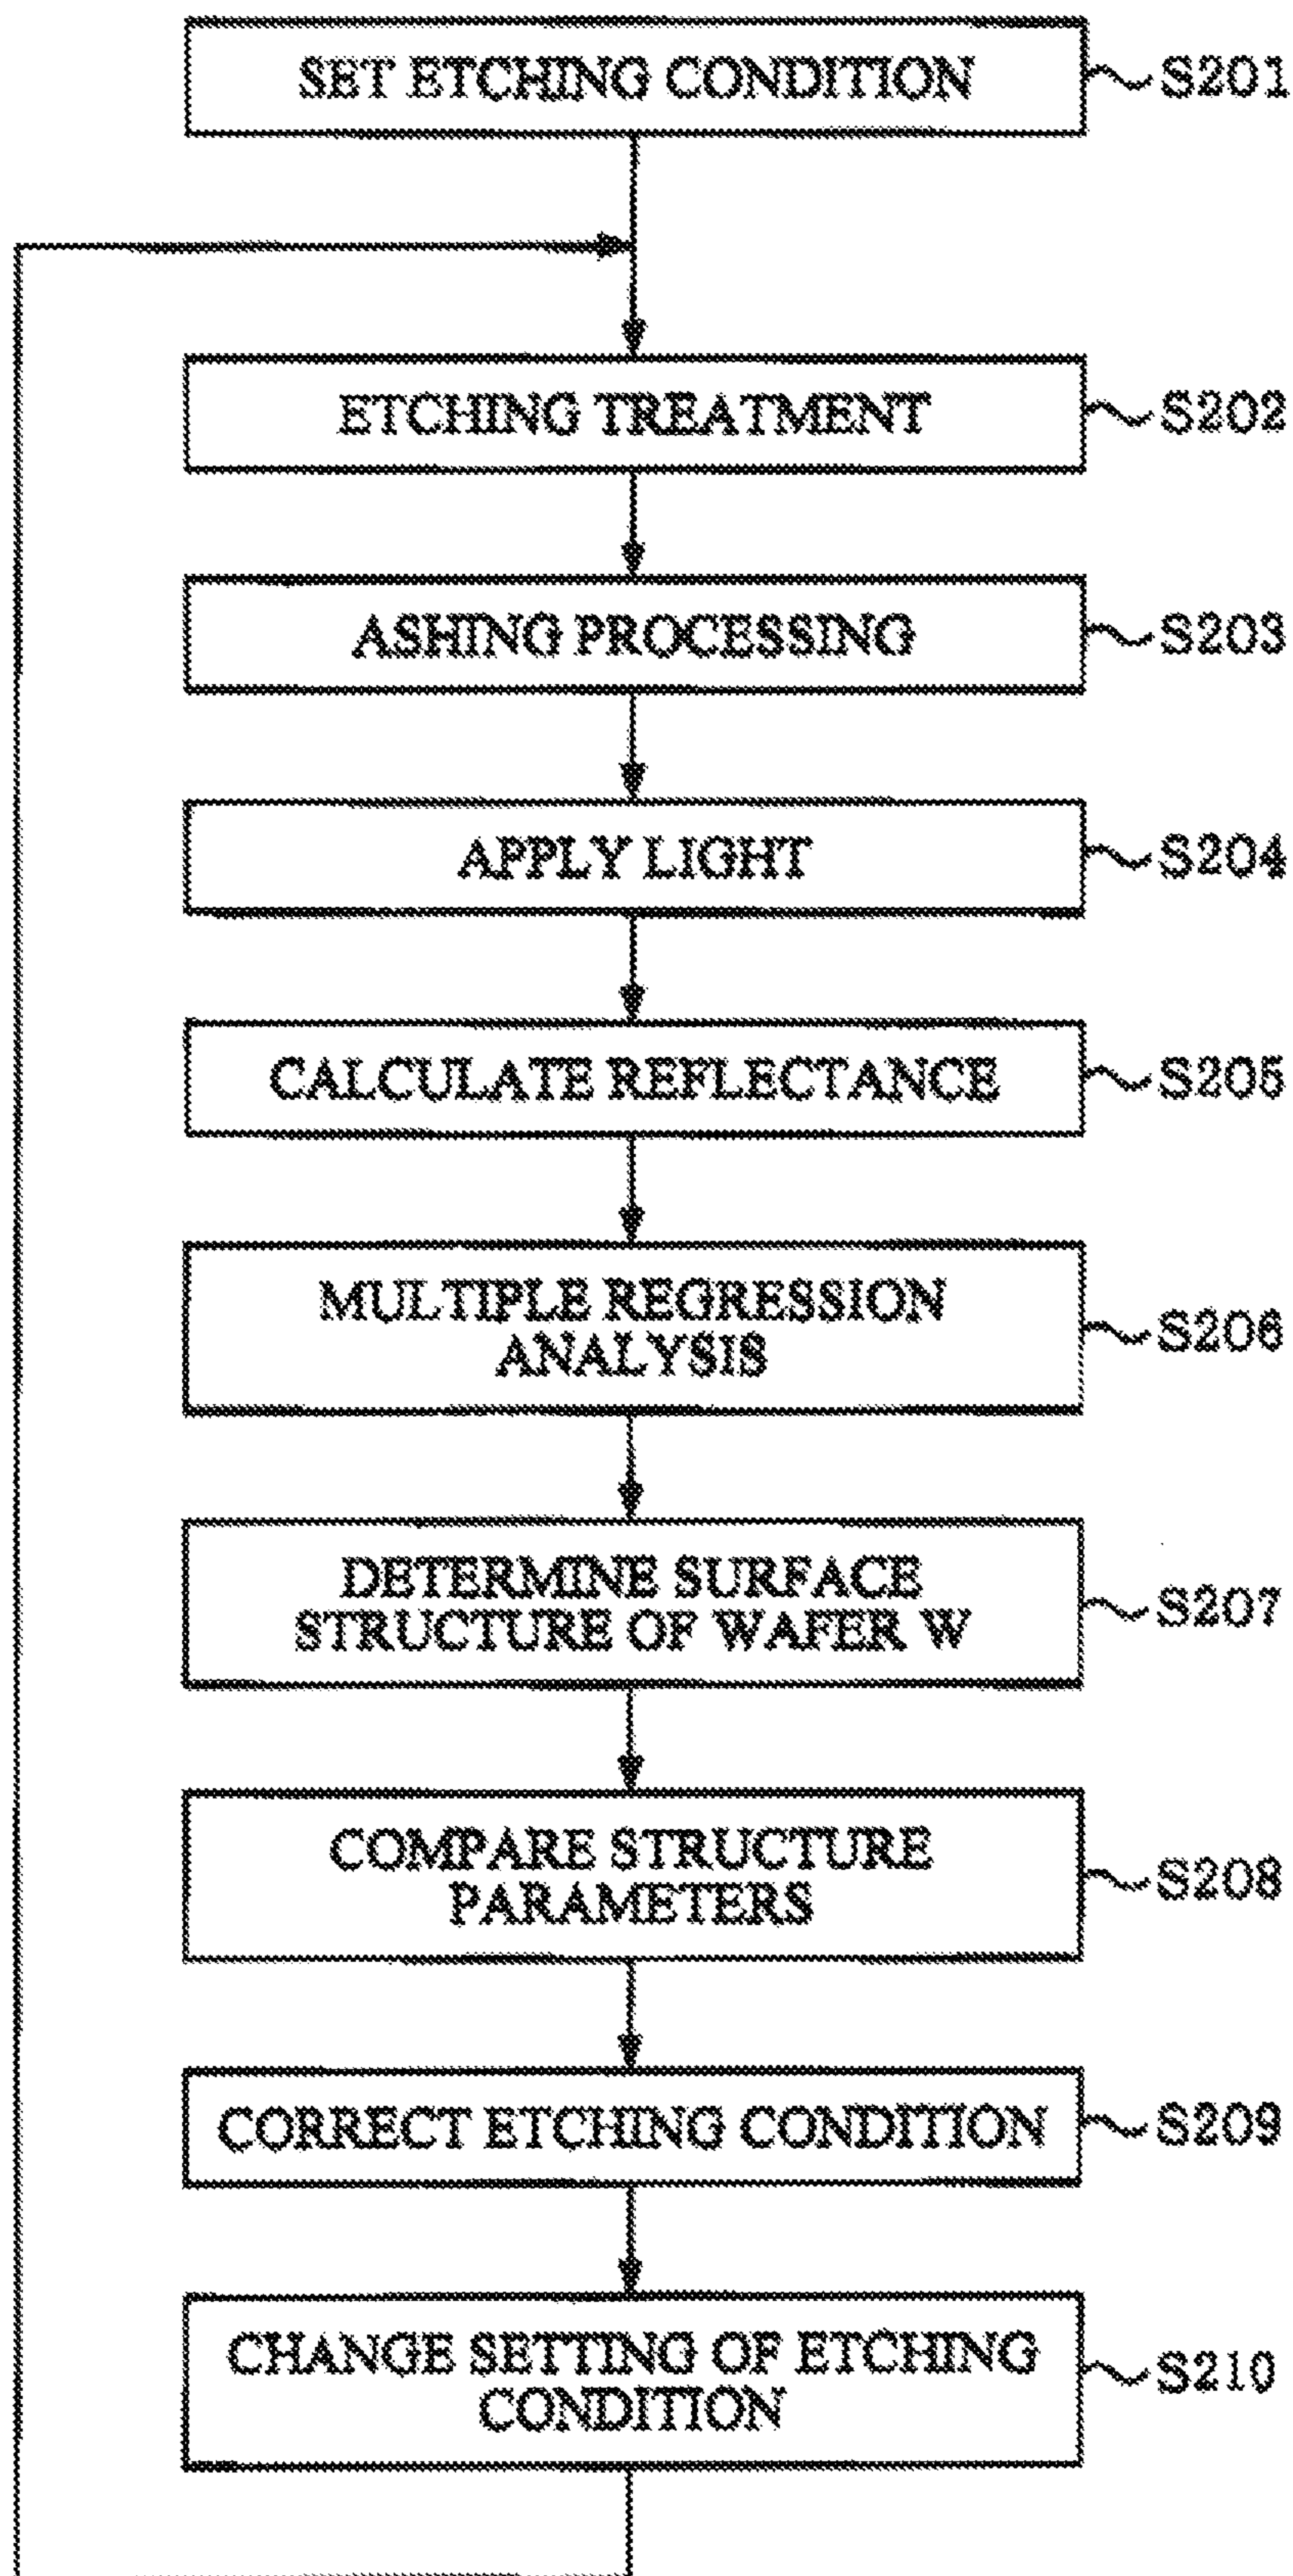 SET ETCHING CONDITION
S201
ETCHING TREATMENT
S202
ASHING PROCESSING
S203
APPLY LIGHT
S204
CALCULATE REFLECTANCE
S205
MULTIPLE REGRESSION
ANALYSIS
S206
DETERMINE SURFACE
STRUCTURE OF WAFER W
S207
COMPARE STRUCTURE
PARAMETERS
S208
CORRECT ETCHING CONDITION
S209
CHANGE SETTING OF ETCHING
CONDITION
S210